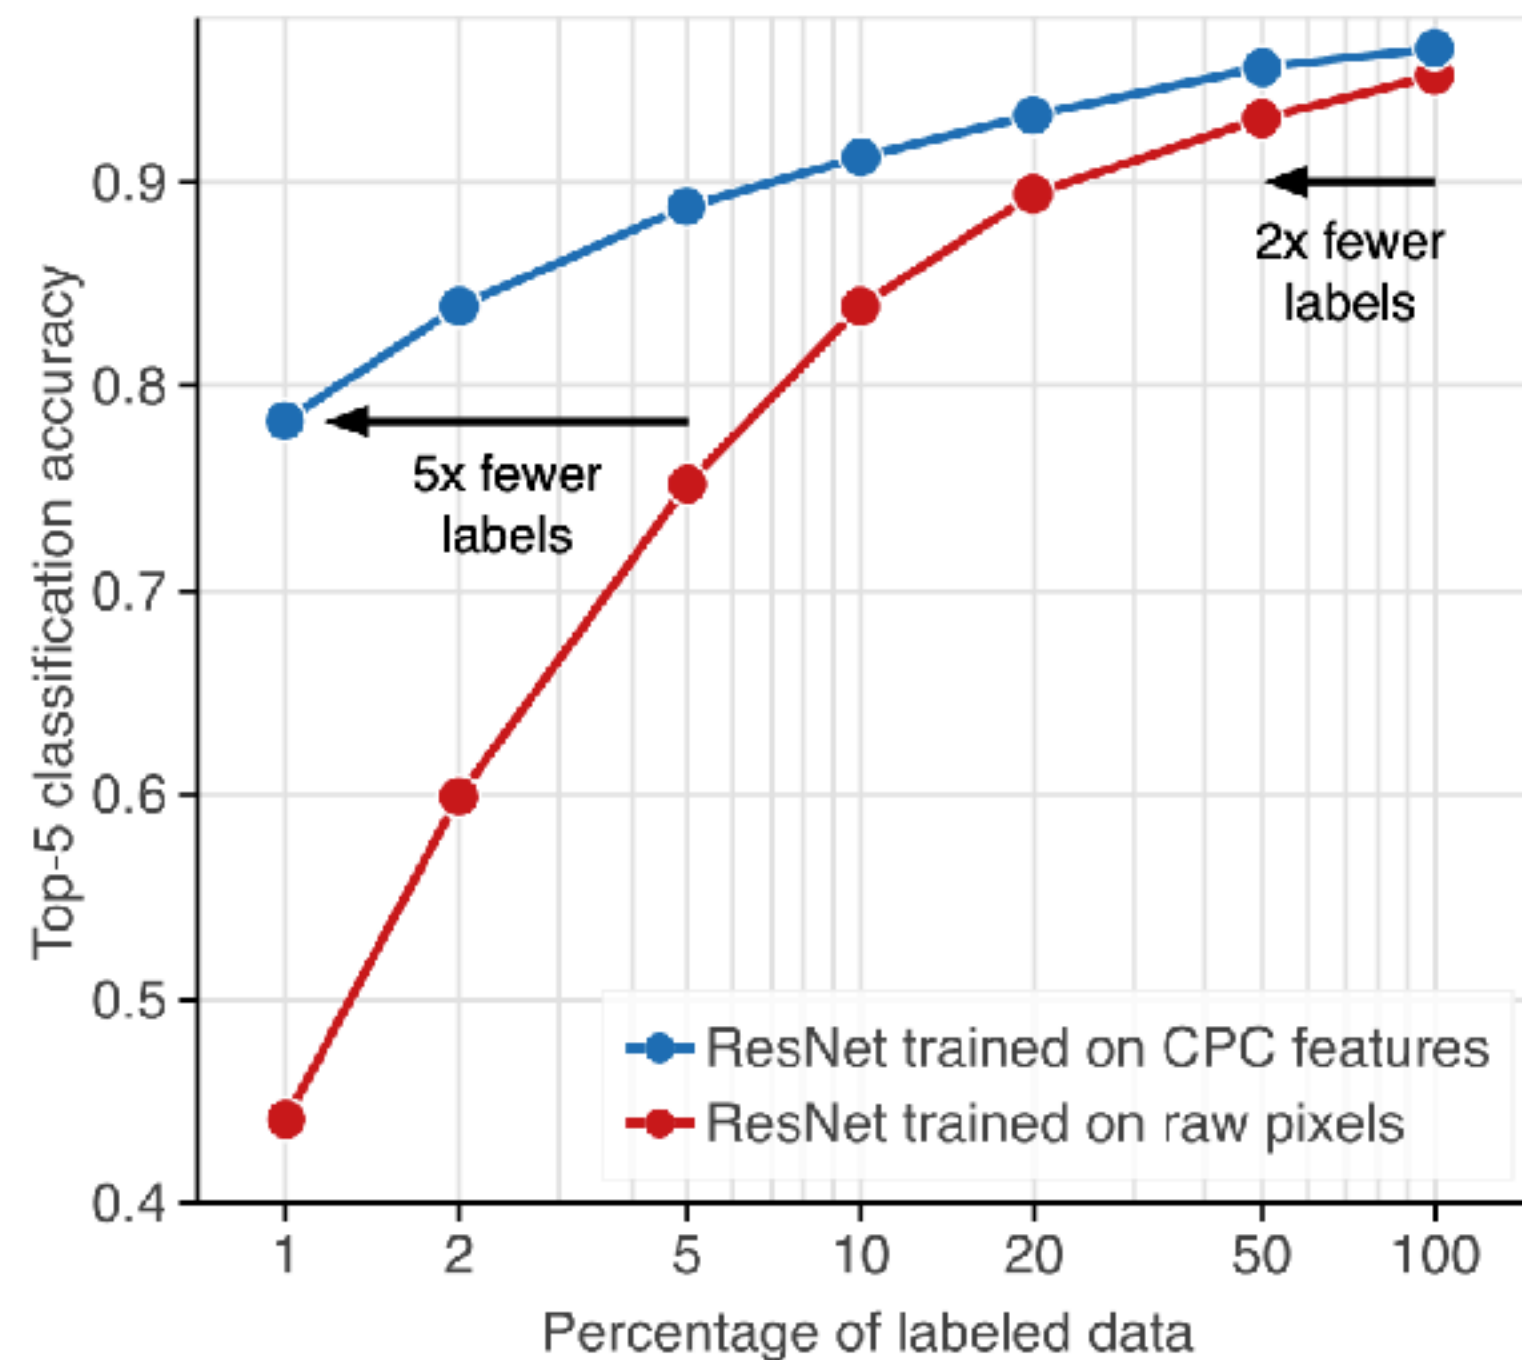 Top-5 classification accuracy
0.9
0.8
0.7
0.6
0.5
0.4
2x fewer
labels
5x fewer
labels
ResNet trained on CPC features
ResNet trained on raw pixels
1 2 5 10 20 50 100
Percentage of labeled data